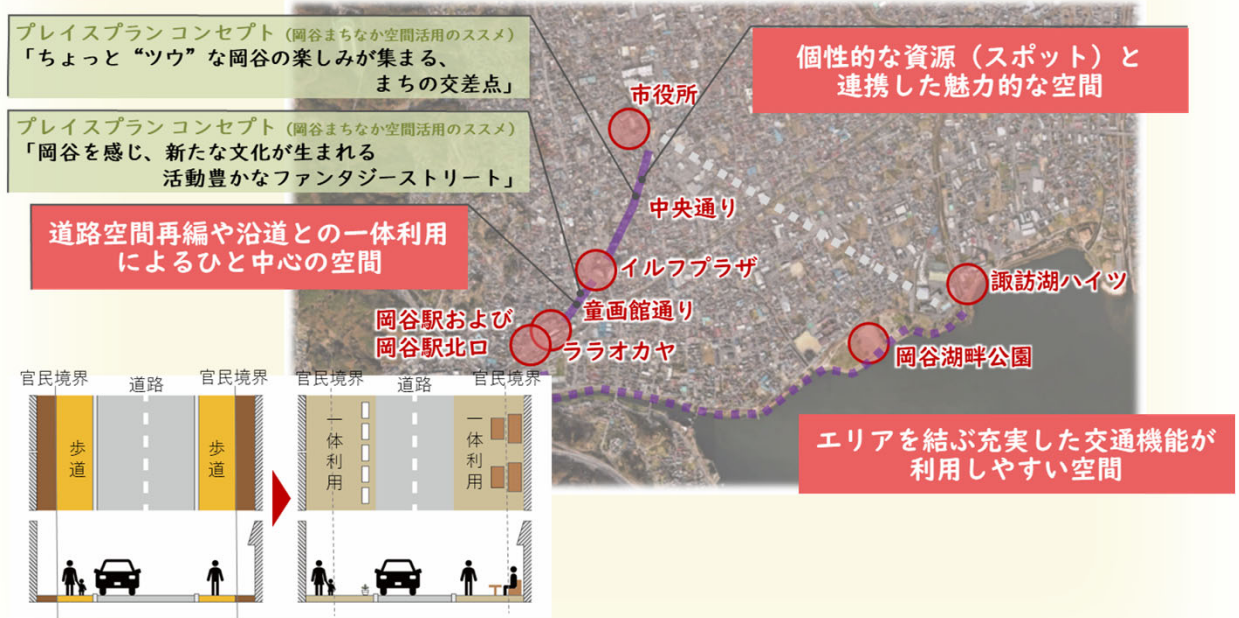 プレイスプラン コンセプト（岡谷まちなか空間活用のススメ）
「ちょっと“ツウ”な岡谷の楽しみが集まる、
まちの交差点」
プレイスプラン コンセプト（岡谷まちなか空間活用のススメ）
「岡谷を感じ、新たな文化が生まれる
活動豊かなファンタジーストリート」
道路空間再編や沿道との一体利用
によるひと中心の空間
個性的な資源（スポット）と
連携した魅力的な空間
市役所
中央通り
イルフプラザ
童画館通り
岡谷駅および
岡谷駅北口
ララオカヤ
諏訪湖ハイツ
岡谷湖畔公園
エリアを結ぶ充実した交通機能が
利用しやすい空間
官民境界
道路
官民境界
歩道
歩道
官民境界
道路
官民境界
一体利用
一体利用